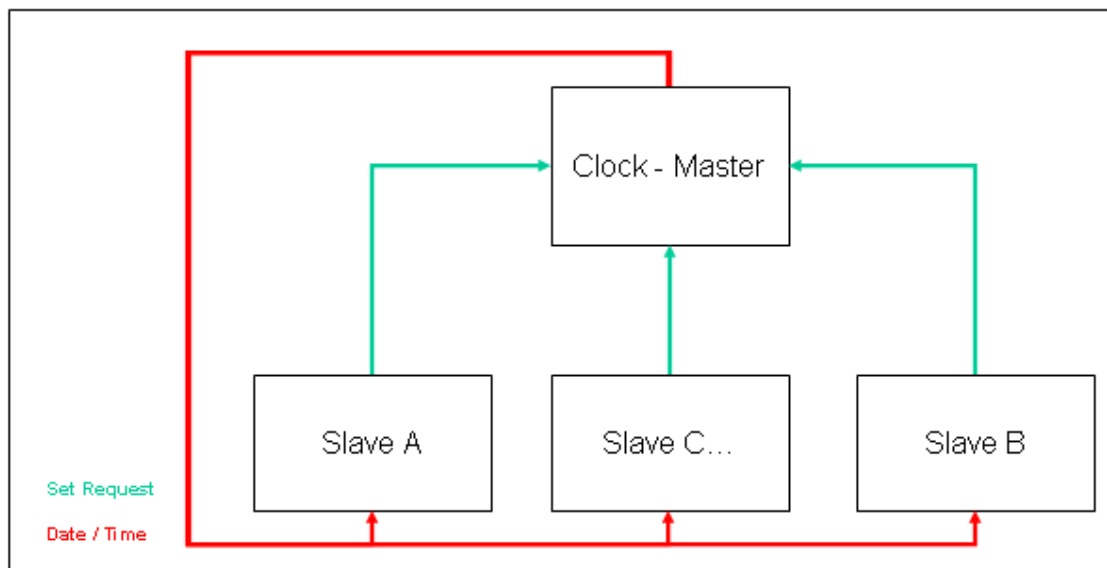 Clock - Master
Slave A
Slave C...
Slave B
Set Request
Date / Time